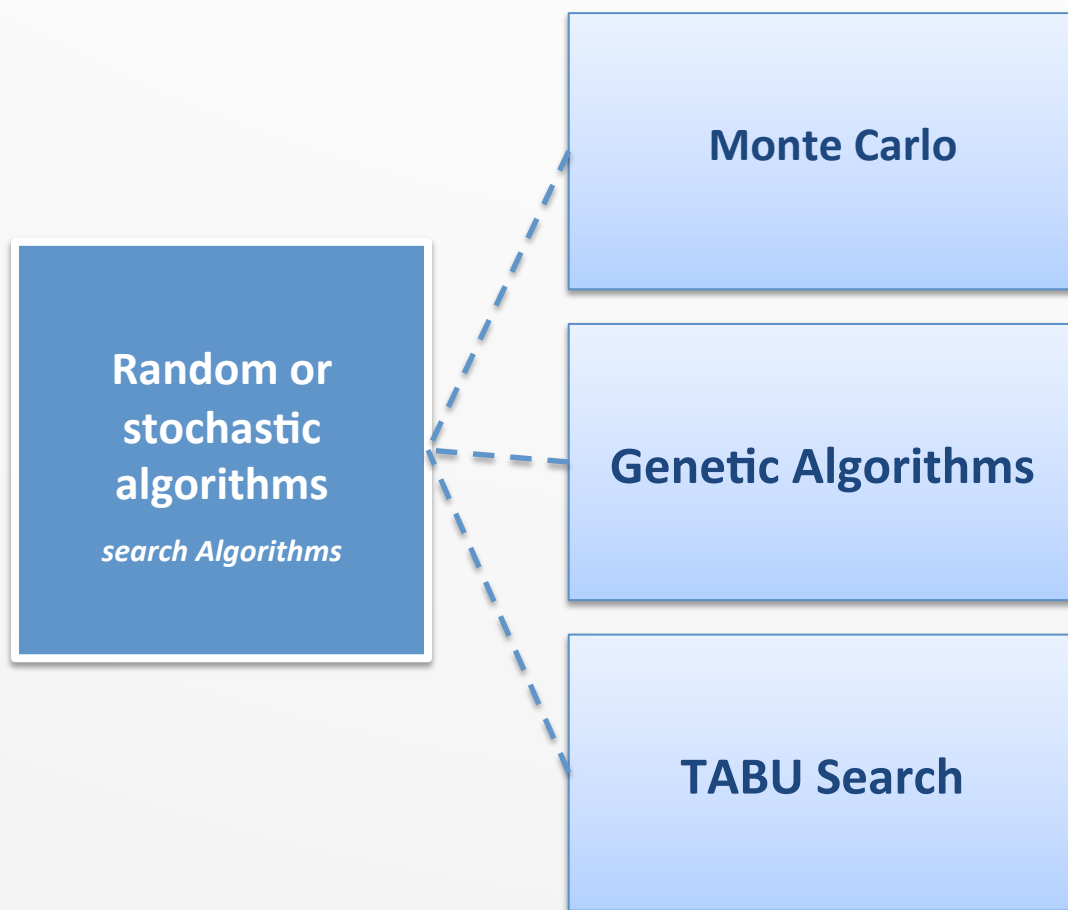 Random or
stochastic
algorithms
search Algorithms
Monte Carlo
Genetic Algorithms
TABU Search